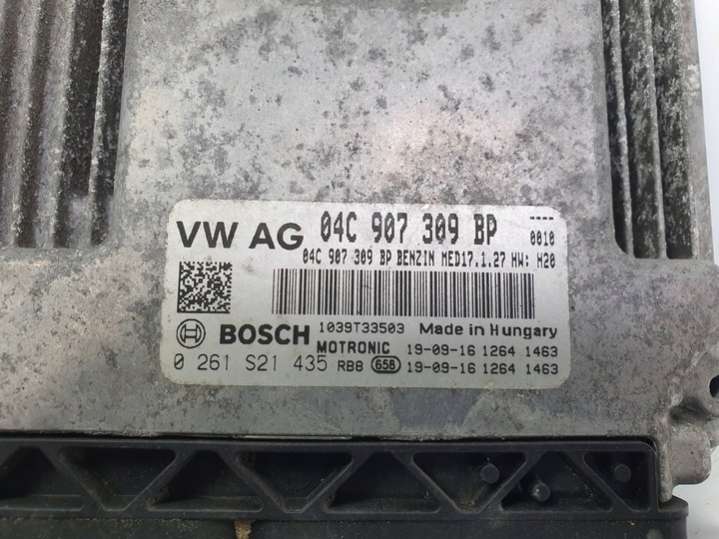 VW AG 04C 907 309 BP ----
0010
04C 907 309 BP BENZIN MED17.1.27 HW: H20
BOSCH 1039T33503 Made in Hungary
MOTRONIC 19-09-16 1264 1463
0 261 S21 435 RB8 658 19-09-16 1264 1463